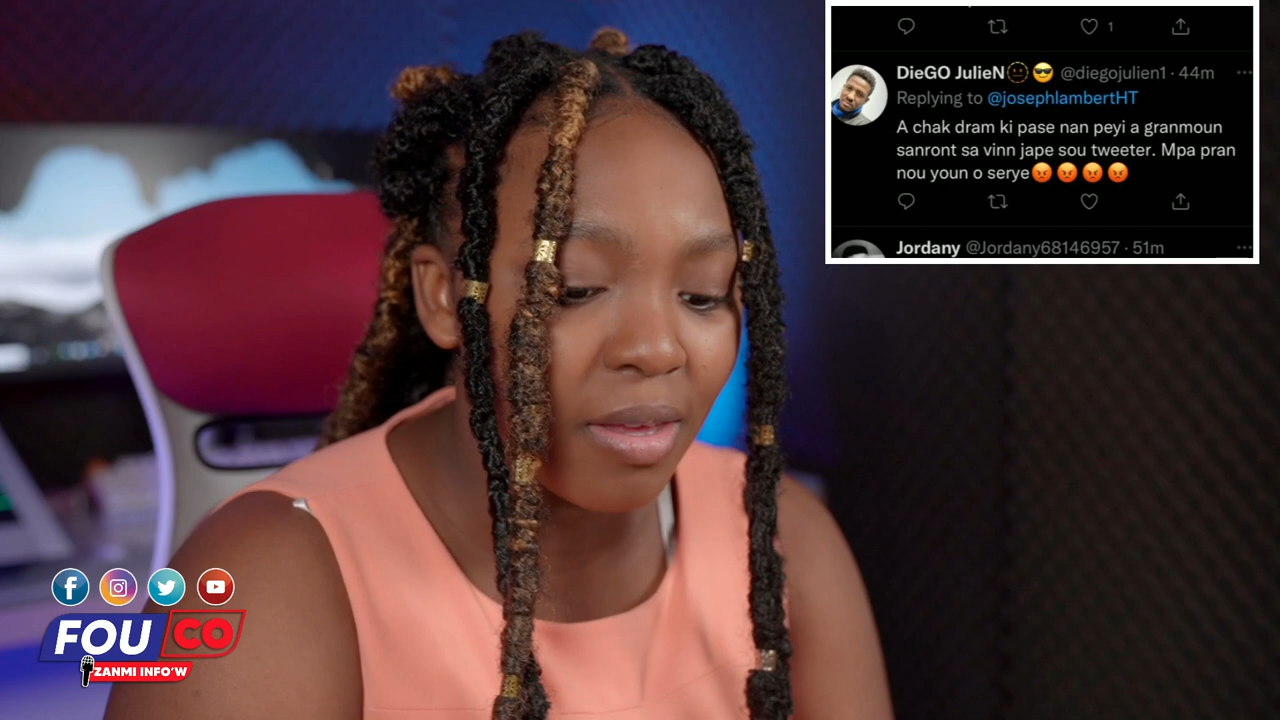 1
DieGO JulieN😐😎 @diegojulien1 · 44m
Replying to @josephlambertHT
A chak dram ki pase nan peyi a granmoun
sanront sa vinn jape sou tweeter. Mpa pran
nou youn o serye😡😡😡😡
Jordany @Jordany68146957 · 51m
FOU CO
ZANMI INFO'W